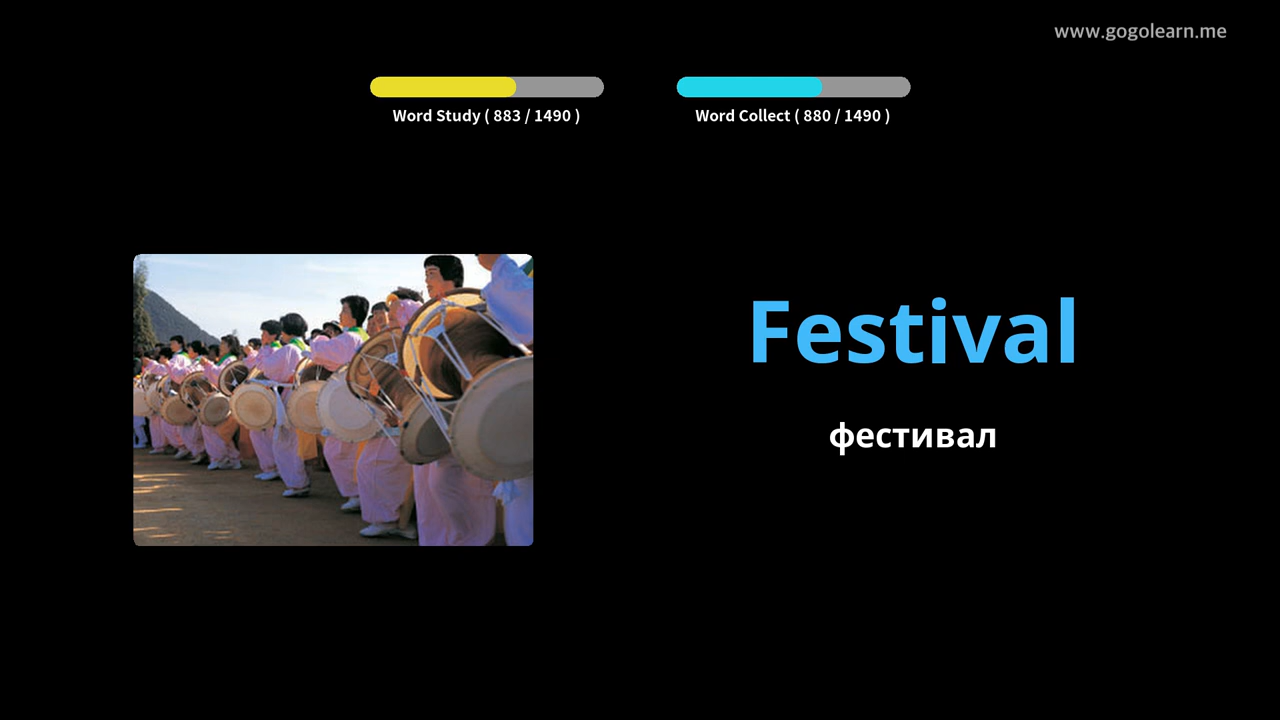 www.gogolearn.me
Word Study ( 883 / 1490 )
Word Collect ( 880 / 1490 )
Festival
фестивал